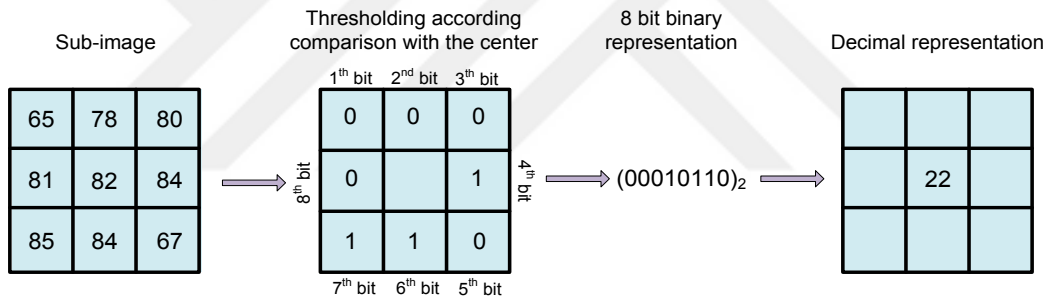 Sub-image
Thresholding according
comparison with the center
8 bit binary
representation
Decimal representation
1th bit 2nd bit 3th bit
65 78 80
81 82 84
85 84 67
0 0 0
0 1
1 1 0
8th bit
4th bit
7th bit 6th bit 5th bit
(00010110)2
22